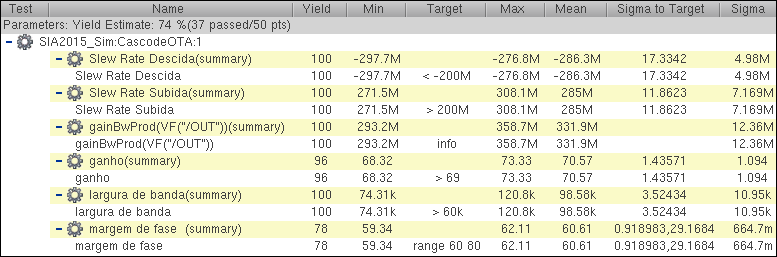 Test Name Yield Min Target Max Mean Sigma to Target Sigma
Parameters: Yield Estimate: 74 %(37 passed/50 pts)
SIA2015_Sim:CascodeOTA:1
Slew Rate Descida(summary) 100 -297.7M -276.8M -286.3M 17.3342 4.98M
Slew Rate Descida 100 -297.7M < -200M -276.8M -286.3M 17.3342 4.98M
Slew Rate Subida(summary) 100 271.5M 308.1M 285M 11.8623 7.169M
Slew Rate Subida 100 271.5M > 200M 308.1M 285M 11.8623 7.169M
gainBwProd(VF("/OUT"))(summary) 100 293.2M 358.7M 331.9M 12.36M
gainBwProd(VF("/OUT")) 100 293.2M info 358.7M 331.9M 12.36M
ganho(summary) 96 68.32 73.33 70.57 1.43571 1.094
ganho 96 68.32 > 69 73.33 70.57 1.43571 1.094
largura de banda(summary) 100 74.31k 120.8k 98.58k 3.52434 10.95k
largura de banda 100 74.31k > 60k 120.8k 98.58k 3.52434 10.95k
margem de fase (summary) 78 59.34 62.11 60.61 0.918983,29.1684 664.7m
margem de fase 78 59.34 range 60 80 62.11 60.61 0.918983,29.1684 664.7m